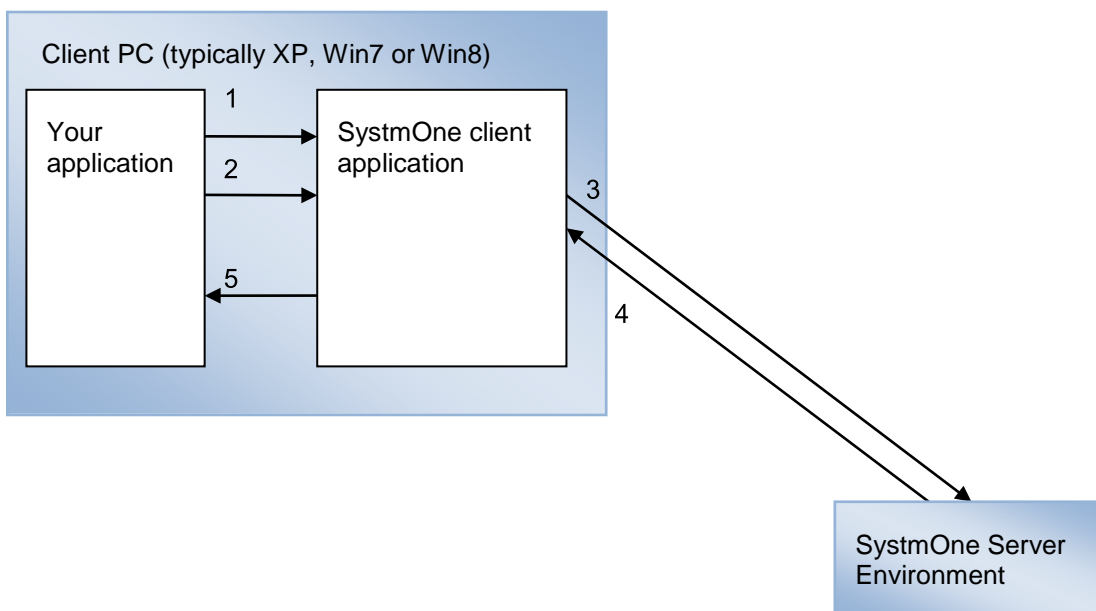 Client PC (typically XP, Win7 or Win8)
1
Your
application
SystmOne client
application
2
3
5
4
SystmOne Server
Environment